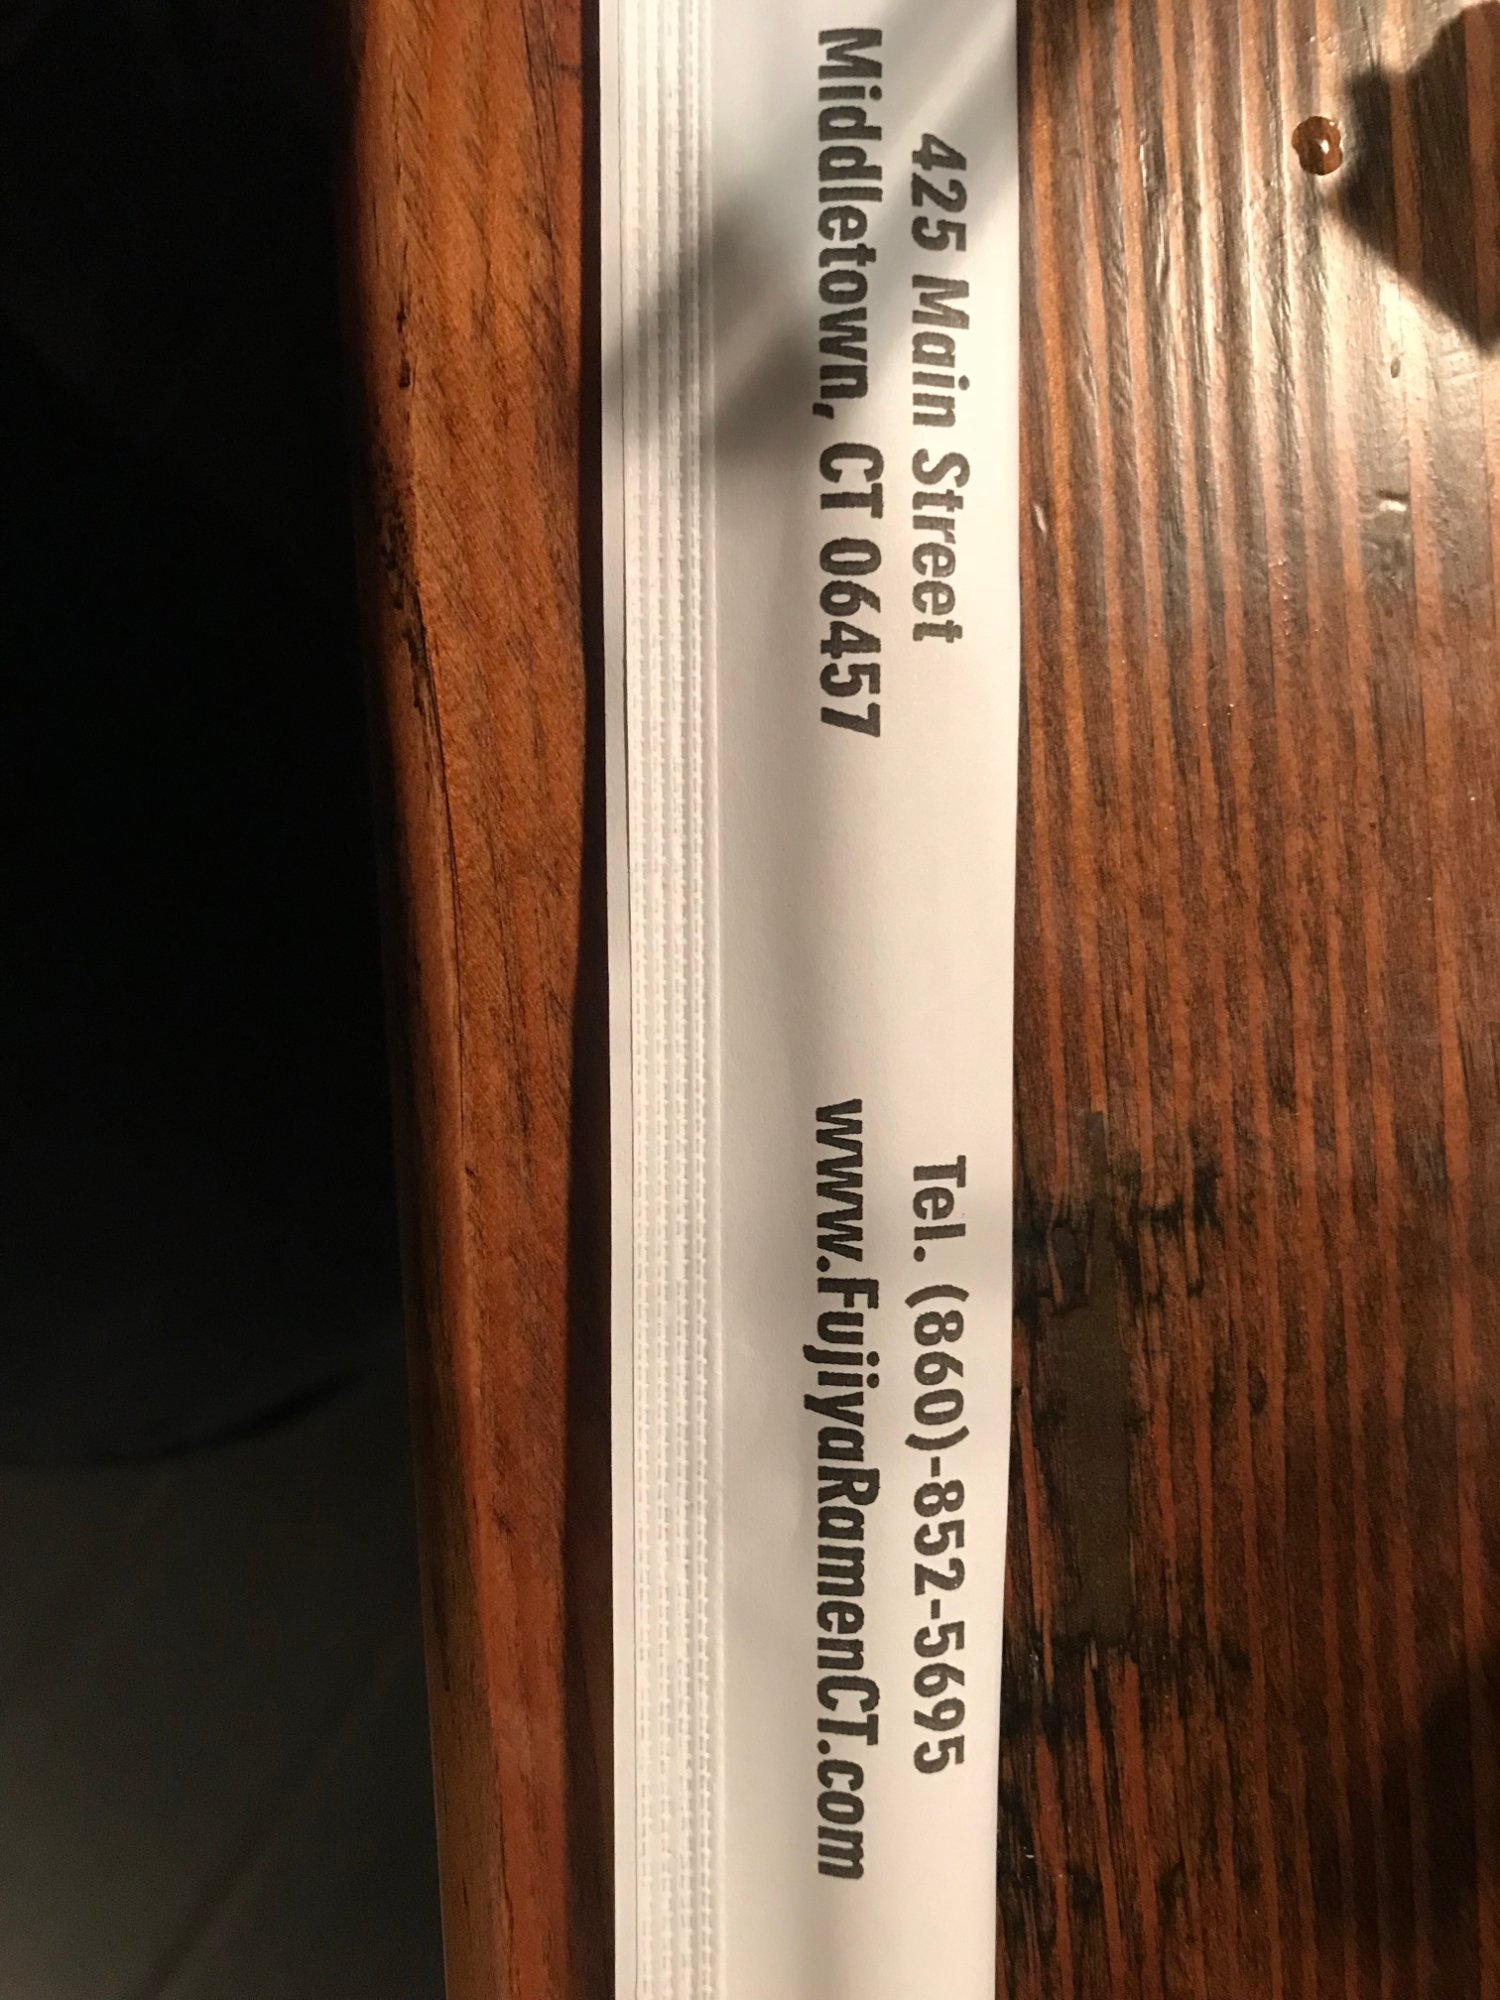 425 Main Street
Middletown, CT 06457
Tel. (860)-852-5695
www.FujiyaRamenCT.com